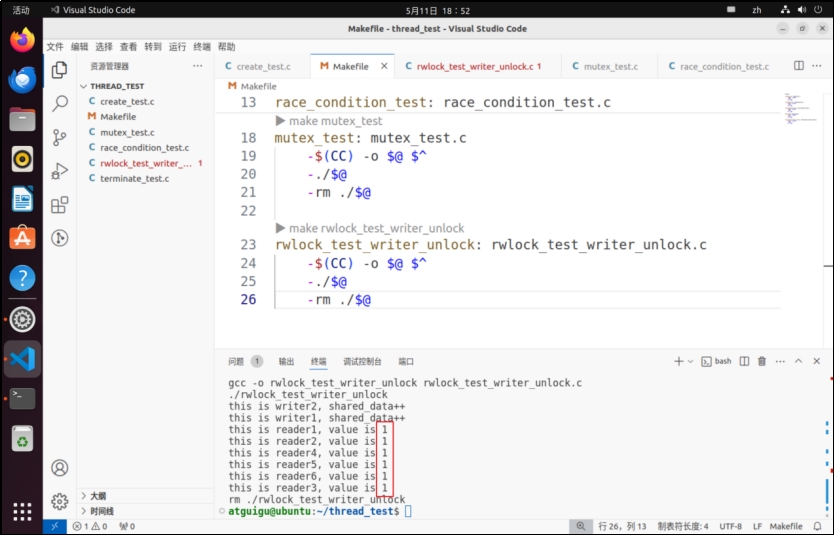 活动
Visual Studio Code
5月11日 18：52
zh
Makefile - thread_test - Visual Studio Code
文件 编辑 选择 查看 转到 运行 终端 帮助
资源管理器
THREAD_TEST
C create_test.c
M Makefile
C mutex_test.c
C race_condition_test.c
C rwlock_test_writer_... 1
C terminate_test.c
大纲
时间线
C create_test.c
M Makefile
C rwlock_test_writer_unlock.c 1
C mutex_test.c
C race_condition_test.c
M Makefile
13 race_condition_test: race_condition_test.c
make mutex_test
18 mutex_test: mutex_test.c
19 -$(CC) -o $@ $^
20 -./$@
21 -rm ./$@
22
make rwlock_test_writer_unlock
23 rwlock_test_writer_unlock: rwlock_test_writer_unlock.c
24 -$(CC) -o $@ $^
25 -./$@
26 -rm ./$@
问题 1 输出 终端 调试控制台 端口
bash
gcc -o rwlock_test_writer_unlock rwlock_test_writer_unlock.c
./rwlock_test_writer_unlock
this is writer2, shared_data++
this is writer1, shared_data++
this is reader1, value is 1
this is reader2, value is 1
this is reader4, value is 1
this is reader5, value is 1
this is reader6, value is 1
this is reader3, value is 1
rm ./rwlock_test_writer_unlock
atguigu@ubuntu:~/thread_test$
1 0 0
行 26，列 13 制表符长度: 4 UTF-8 LF Makefile